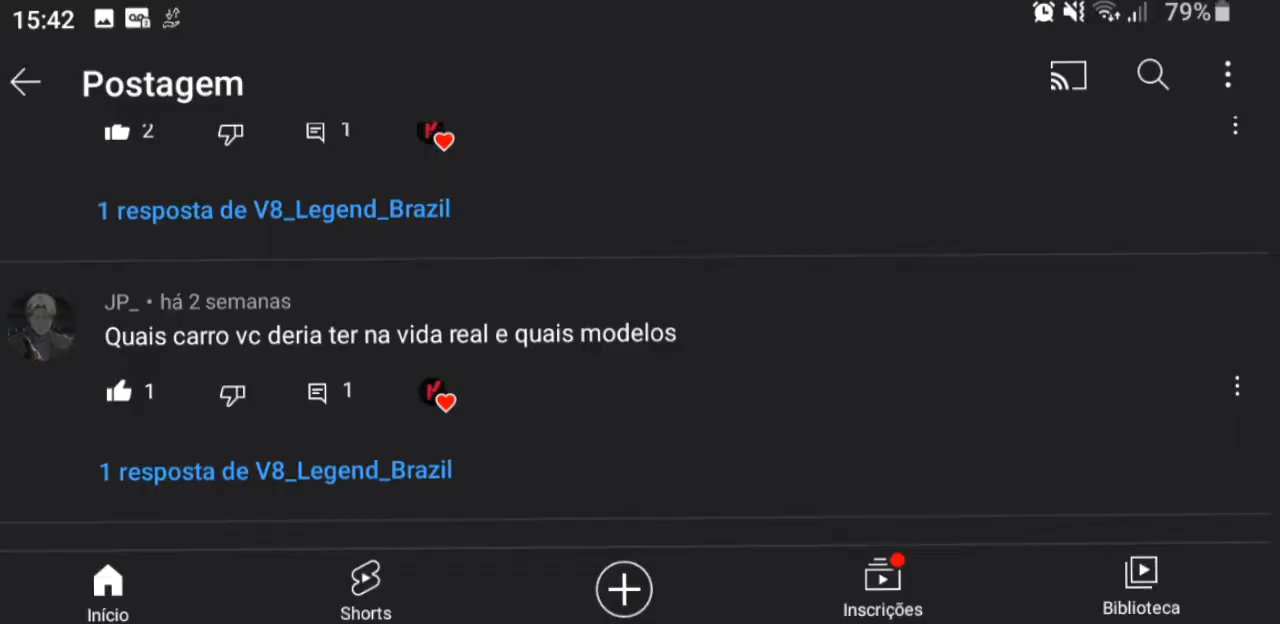 15:42
79%
Postagem
2
1
1 resposta de V8_Legend_Brazil
JP_ • há 2 semanas
Quais carro vc deria ter na vida real e quais modelos
1
1
1 resposta de V8_Legend_Brazil
Início
Shorts
Inscrições
Biblioteca